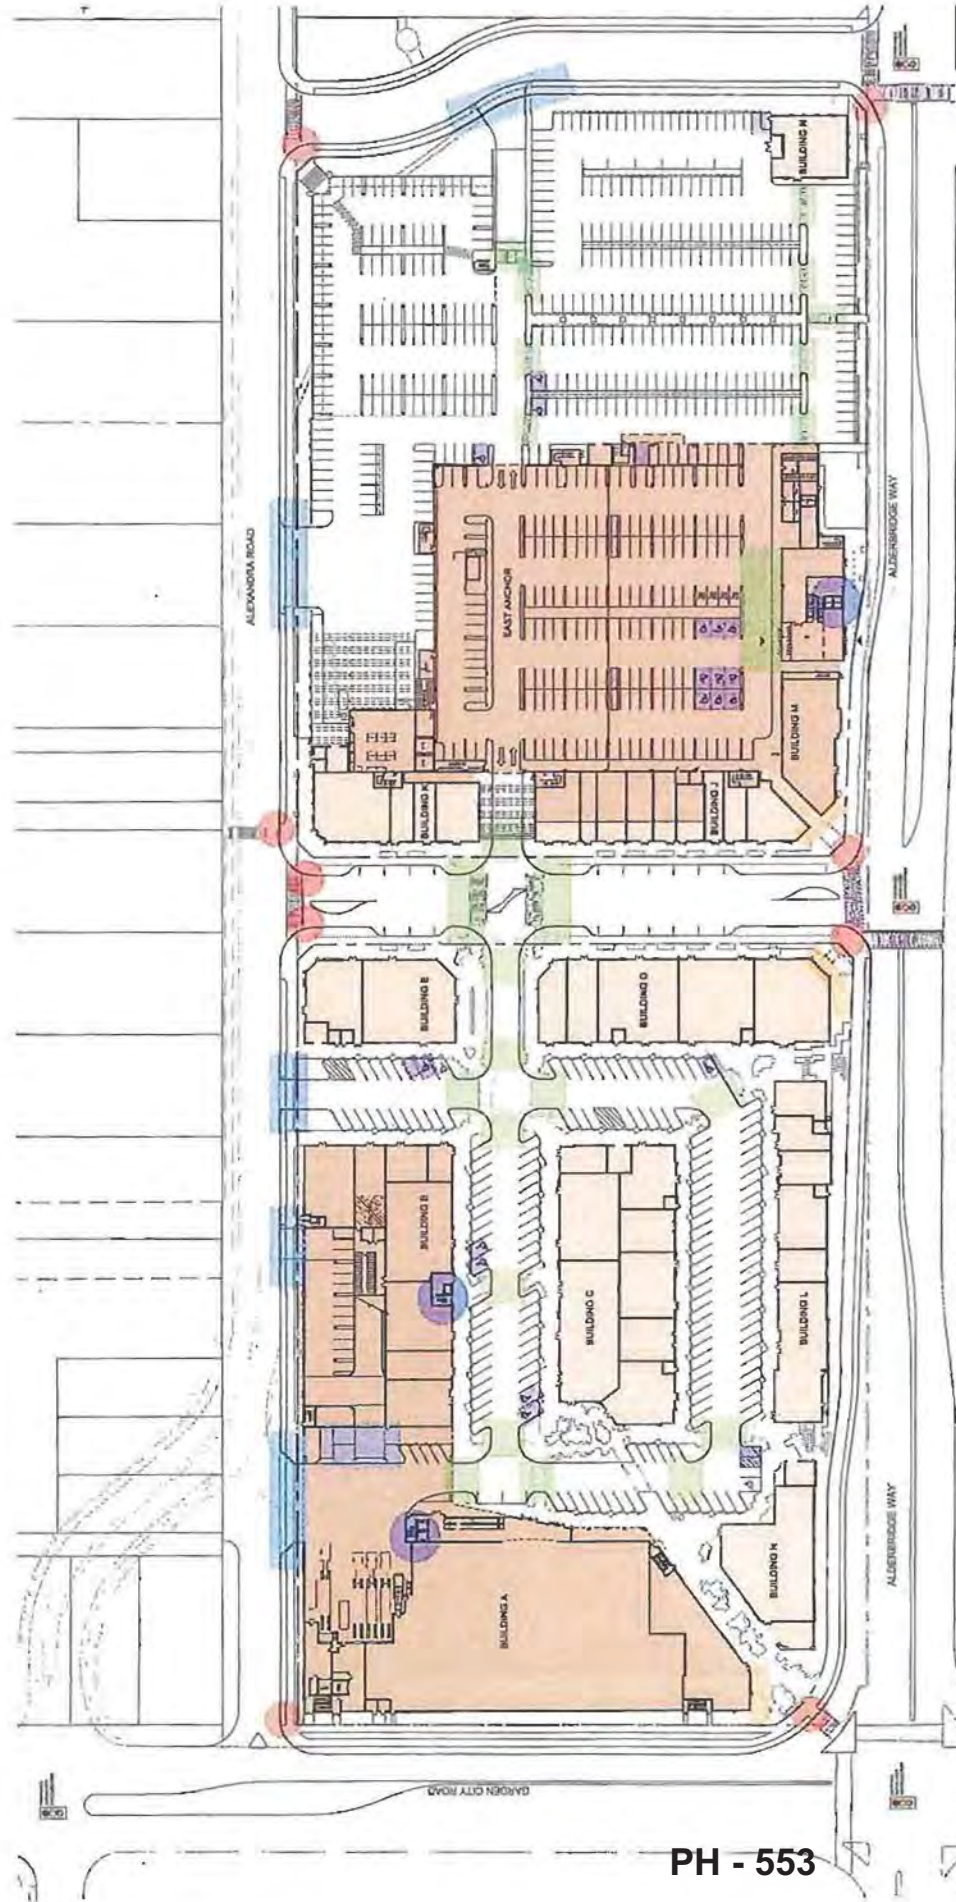 BUILDING N
ALEXANDRA ROAD
ALDERBRIDGE WAY
EAST ANCHOR
BUILDING M
BUILDING K
BUILDING J
BUILDING E
BUILDING D
BUILDING B
BUILDING C
BUILDING L
BUILDING A
BUILDING H
ALDERBRIDGE WAY
GARDEN CITY ROAD
PH - 553